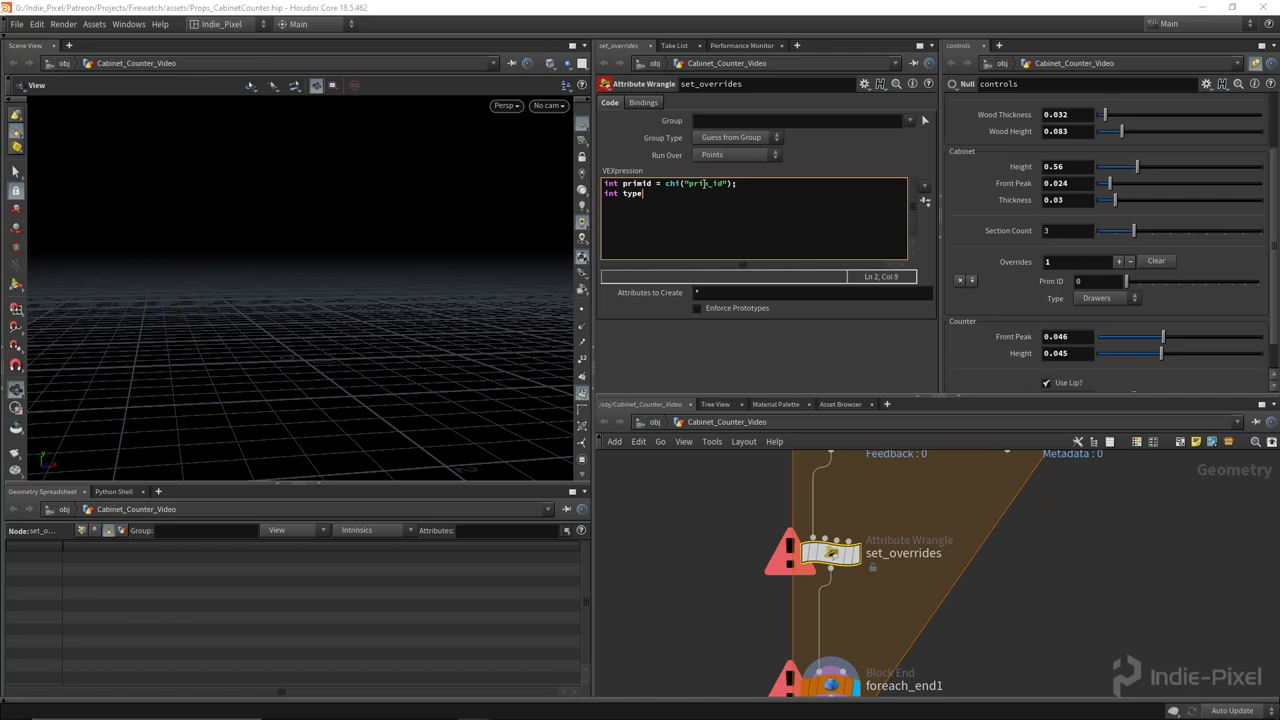 G:/Indie_Pixel/Patreon/Projects/Firewatch/assets/Props_CabinetCounter.hip - Houdini Core 18.5.462
File Edit Render Assets Windows Help Indie_Pixel Main Main
Scene View
obj Cabinet_Counter_Video
View
Persp No cam
Geometry Spreadsheet Python Shell
obj Cabinet_Counter_Video
Node: set_o... Group: View Intrinsics Attributes:
set_overrides Take List Performance Monitor
obj Cabinet_Counter_Video
Attribute Wrangle set_overrides
Code Bindings
Group
Group Type Guess from Group
Run Over Points
VEXpression
int primid = chi("prim_id");
int type
Ln 2, Col 9
Attributes to Create *
Enforce Prototypes
controls
obj Cabinet_Counter_Video
Null controls
Wood Thickness 0.032
Wood Height 0.083
Cabinet
Height 0.56
Front Peak 0.024
Thickness 0.03
Section Count 3
Overrides 1 + − Clear
Prim ID 0
Type Drawers
Counter
Front Peak 0.046
Height 0.045
Use Lip?
/obj/Cabinet_Counter_Video Tree View Material Palette Asset Browser
obj Cabinet_Counter_Video
Add Edit Go View Tools Layout Help
Feedback : 0
Metadata : 0
Geometry
Attribute Wrangle
set_overrides
Block End
foreach_end1
Indie-Pixel
Auto Update